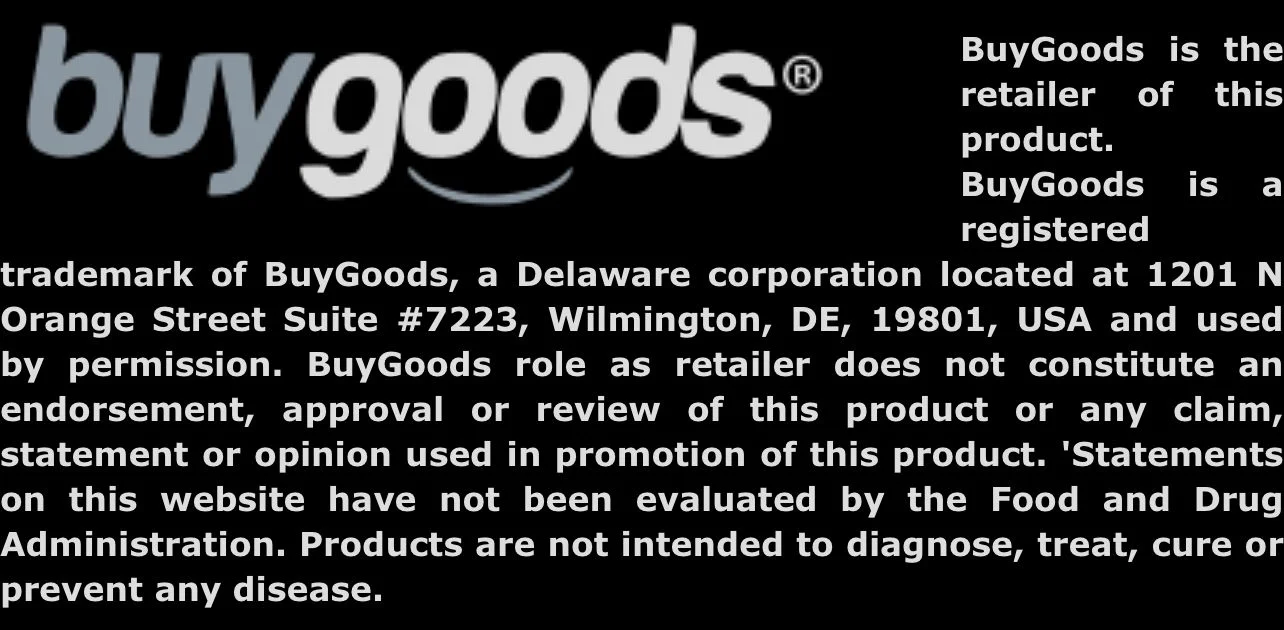 buygoods®
BuyGoods is the
retailer of this
product.
BuyGoods is a
registered
trademark of BuyGoods, a Delaware corporation located at 1201 N
Orange Street Suite #7223, Wilmington, DE, 19801, USA and used
by permission. BuyGoods role as retailer does not constitute an
endorsement, approval or review of this product or any claim,
statement or opinion used in promotion of this product. 'Statements
on this website have not been evaluated by the Food and Drug
Administration. Products are not intended to diagnose, treat, cure or
prevent any disease.